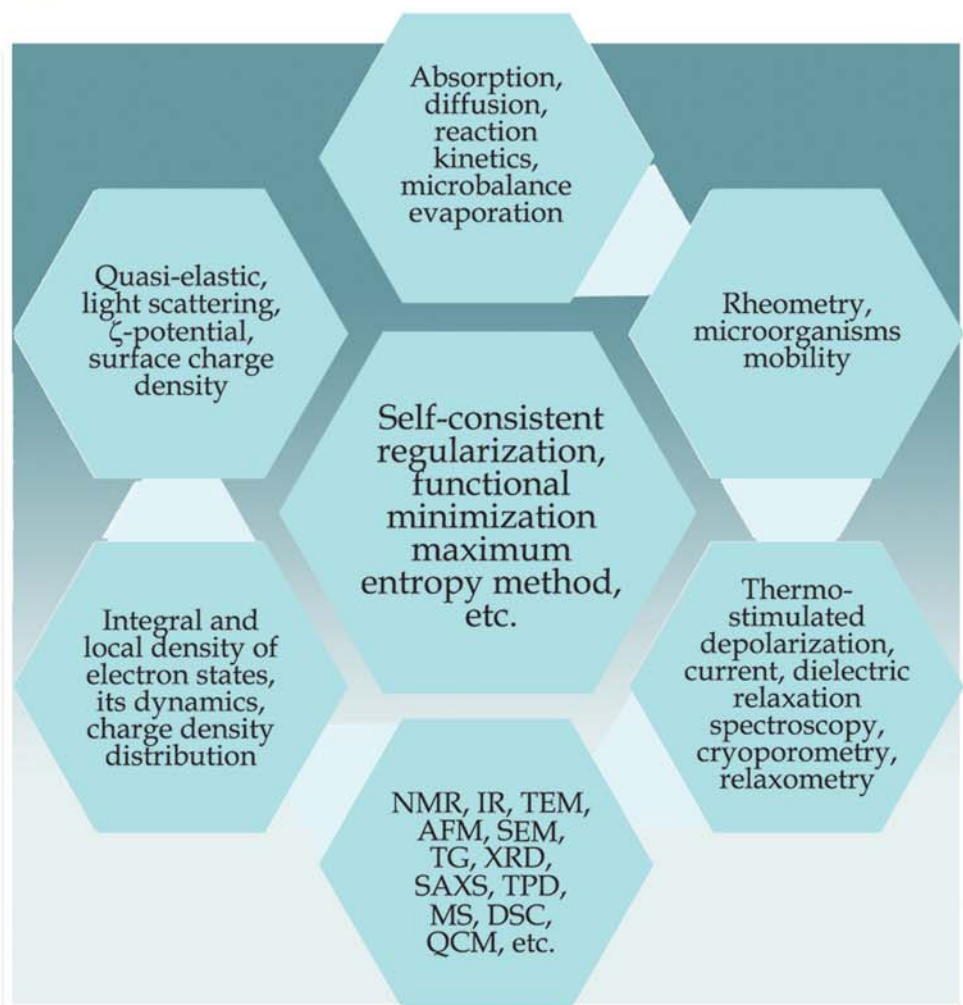 Absorption,
diffusion,
reaction
kinetics,
microbalance
evaporation
Quasi-elastic,
light scattering,
ζ-potential,
surface charge
density
Rheometry,
microorganisms
mobility
Self-consistent
regularization,
functional
minimization
maximum
entropy method,
etc.
Integral and
local density of
electron states,
its dynamics,
charge density
distribution
Thermo-
stimulated
depolarization,
current, dielectric
relaxation
spectroscopy,
cryoporometry,
relaxometry
NMR, IR, TEM,
AFM, SEM,
TG, XRD,
SAXS, TPD,
MS, DSC,
QCM, etc.